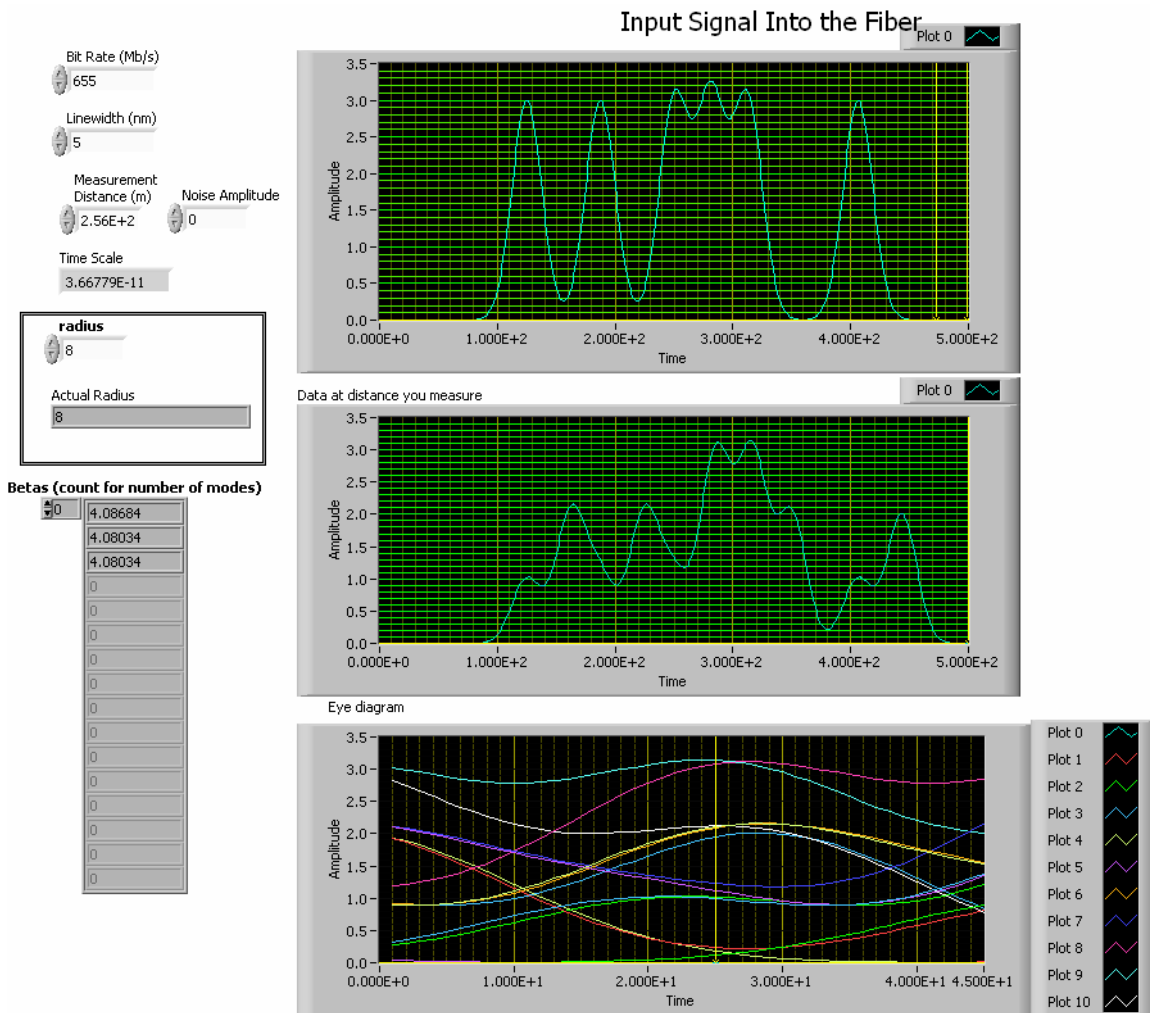 Input Signal Into the Fiber
Plot 0
Bit Rate (Mb/s)
655
Linewidth (nm)
5
Measurement
Distance (m)
2.56E+2
Noise Amplitude
0
Time Scale
3.66779E-11
radius
8
Actual Radius
8
Betas (count for number of modes)
0
4.08684
4.08034
4.08034
0
0
0
0
0
0
0
0
0
0
0
0
0
3.5
3.0
2.5
2.0
1.5
1.0
0.5
0.0
Amplitude
0.000E+0 1.000E+2 2.000E+2 3.000E+2 4.000E+2 5.000E+2
Time
Data at distance you measure
Plot 0
3.5
3.0
2.5
2.0
1.5
1.0
0.5
0.0
Amplitude
0.000E+0 1.000E+2 2.000E+2 3.000E+2 4.000E+2 5.000E+2
Time
Eye diagram
3.5
3.0
2.5
2.0
1.5
1.0
0.5
0.0
Amplitude
0.000E+0 1.000E+1 2.000E+1 3.000E+1 4.000E+1 4.500E+1
Time
Plot 0
Plot 1
Plot 2
Plot 3
Plot 4
Plot 5
Plot 6
Plot 7
Plot 8
Plot 9
Plot 10